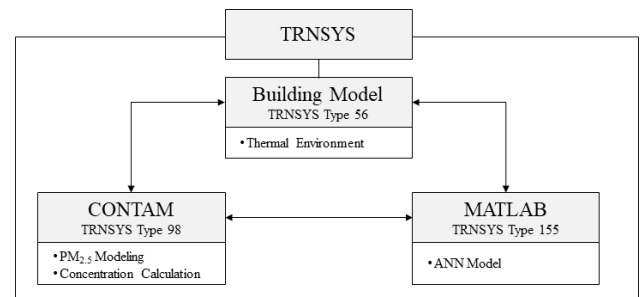 TRNSYS
Building Model
TRNSYS Type 56
•Thermal Environment
CONTAM
TRNSYS Type 98
•PM2.5 Modeling
•Concentration Calculation
MATLAB
TRNSYS Type 155
•ANN Model